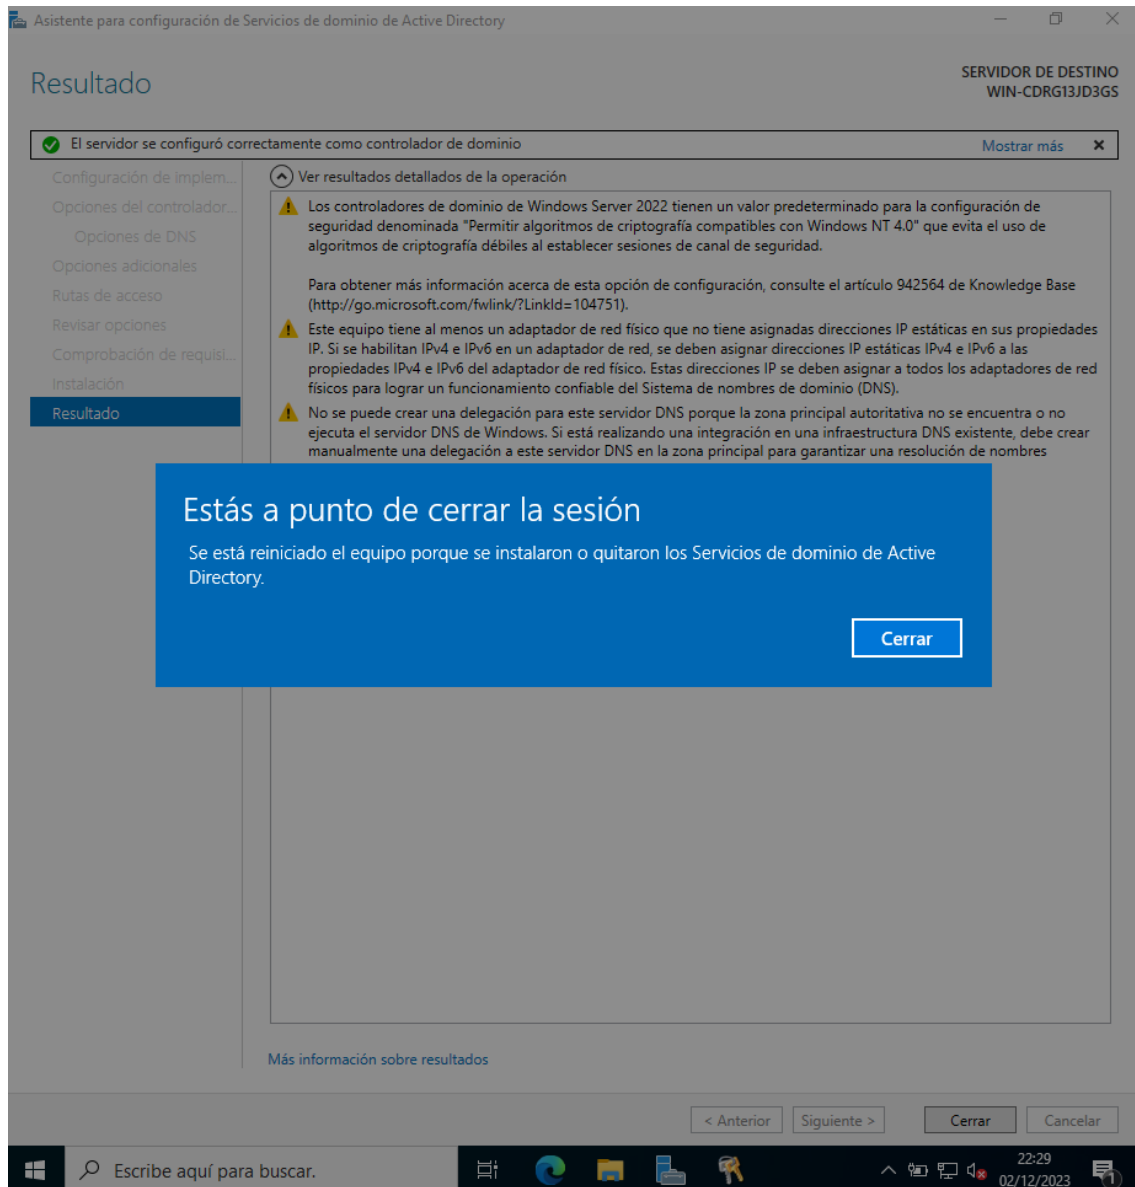 Asistente para configuración de Servicios de dominio de Active Directory
Resultado
SERVIDOR DE DESTINO
WIN-CDRG13JD3GS
El servidor se configuró correctamente como controlador de dominio
Mostrar más
Configuración de implem...
Opciones del controlador...
Opciones de DNS
Opciones adicionales
Rutas de acceso
Revisar opciones
Comprobación de requisi...
Instalación
Resultado
Ver resultados detallados de la operación
Los controladores de dominio de Windows Server 2022 tienen un valor predeterminado para la configuración de
seguridad denominada "Permitir algoritmos de criptografía compatibles con Windows NT 4.0" que evita el uso de
algoritmos de criptografía débiles al establecer sesiones de canal de seguridad.
Para obtener más información acerca de esta opción de configuración, consulte el artículo 942564 de Knowledge Base
(http://go.microsoft.com/fwlink/?LinkId=104751).
Este equipo tiene al menos un adaptador de red físico que no tiene asignadas direcciones IP estáticas en sus propiedades
IP. Si se habilitan IPv4 e IPv6 en un adaptador de red, se deben asignar direcciones IP estáticas IPv4 e IPv6 a las
propiedades IPv4 e IPv6 del adaptador de red físico. Estas direcciones IP se deben asignar a todos los adaptadores de red
físicos para lograr un funcionamiento confiable del Sistema de nombres de dominio (DNS).
No se puede crear una delegación para este servidor DNS porque la zona principal autoritativa no se encuentra o no
ejecuta el servidor DNS de Windows. Si está realizando una integración en una infraestructura DNS existente, debe crear
manualmente una delegación a este servidor DNS en la zona principal para garantizar una resolución de nombres
Estás a punto de cerrar la sesión
Se está reiniciado el equipo porque se instalaron o quitaron los Servicios de dominio de Active
Directory.
Cerrar
Más información sobre resultados
< Anterior
Siguiente >
Cerrar
Cancelar
Escribe aquí para buscar.
22:29
02/12/2023
1